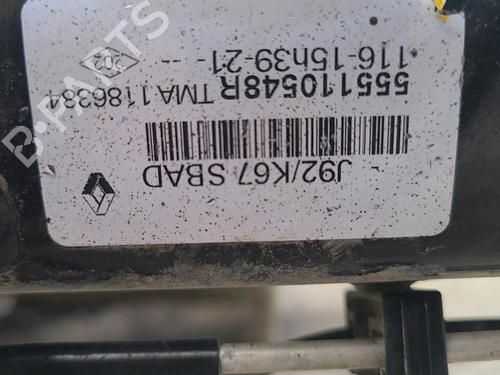 J92/K67 SBAD
555110548R TMA 1186384
116-15h39-21- --
202
B-PARTS